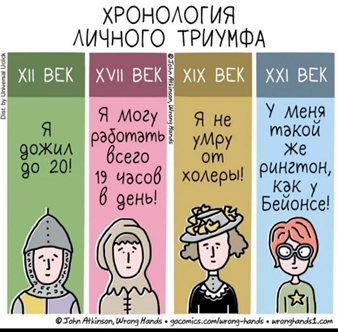 ХРОНОЛОГИЯ
ЛИЧНОГО ТРИУМФА
Dist. by Universal Uclick
© John Atkinson, Wrong Hands
XII ВЕК
Я
дожил
до 20!
XVII ВЕК
Я могу
работать
всего
19 часов
в день!
XIX ВЕК
Я не
умру
от
холеры!
XXI ВЕК
У меня
такой
же
рингтон,
как у
Бейонсе!
© John Atkinson, Wrong Hands • gocomics.com/wrong-hands • wronghands1.com